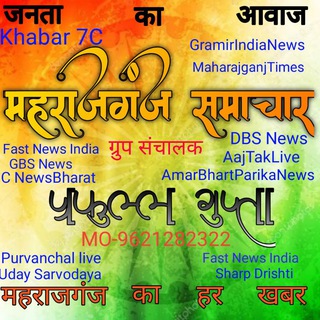 जनता का आवाज
Khabar 7C
GramirIndiaNews
MaharajganjTimes
महराजगंज समाचार
DBS News
Fast News India
ग्रुप संचालक
GBS News
AajTakLive
C NewsBharat
AmarBhartParikaNews
प्रफुल्ल गुप्ता
MO-9621282322
Purvanchal live
Fast News India
Uday Sarvodaya
Sharp Drishti
महराजगंज का हर खबर